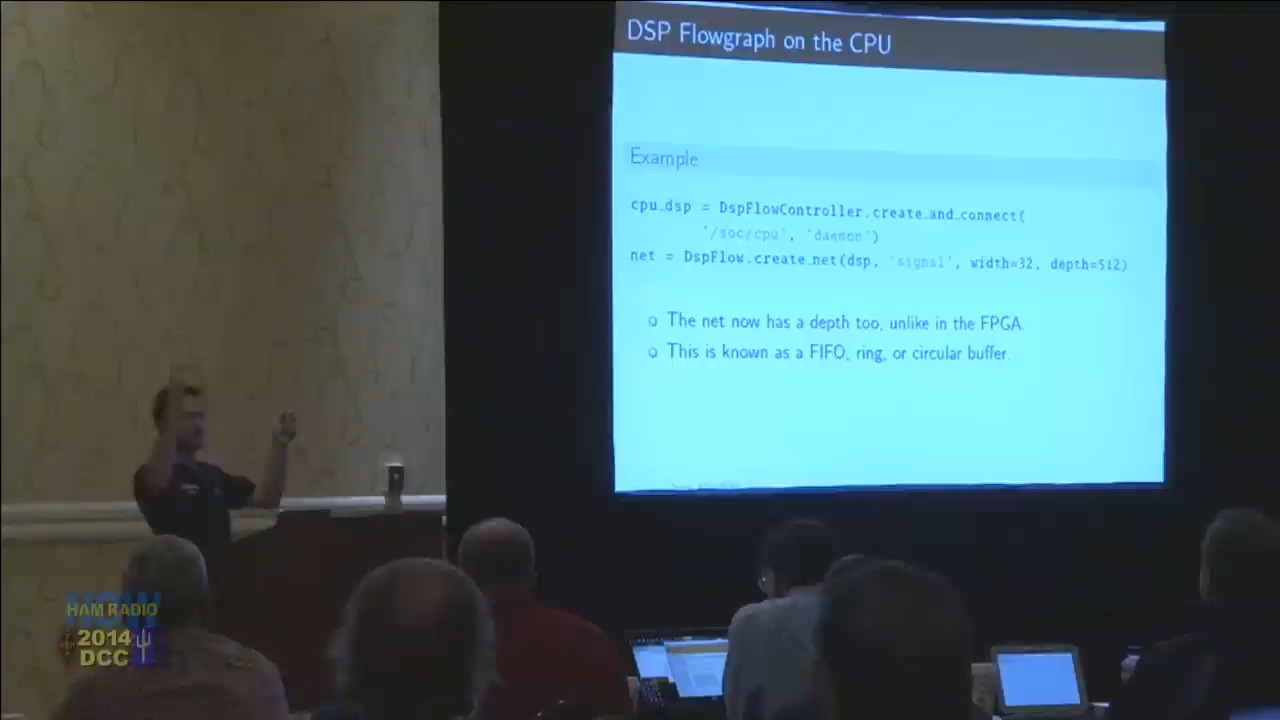 DSP Flowgraph on the CPU
Example
cpu_dsp = DspFlowController.create_and_connect(
'/soc/cpu', 'daemon')
net = DspFlow.create_net(dsp, 'signal', width=32, depth=512)
The net now has a depth too, unlike in the FPGA.
This is known as a FIFO, ring, or circular buffer.
HAM RADIO
NOW
2014
DCC